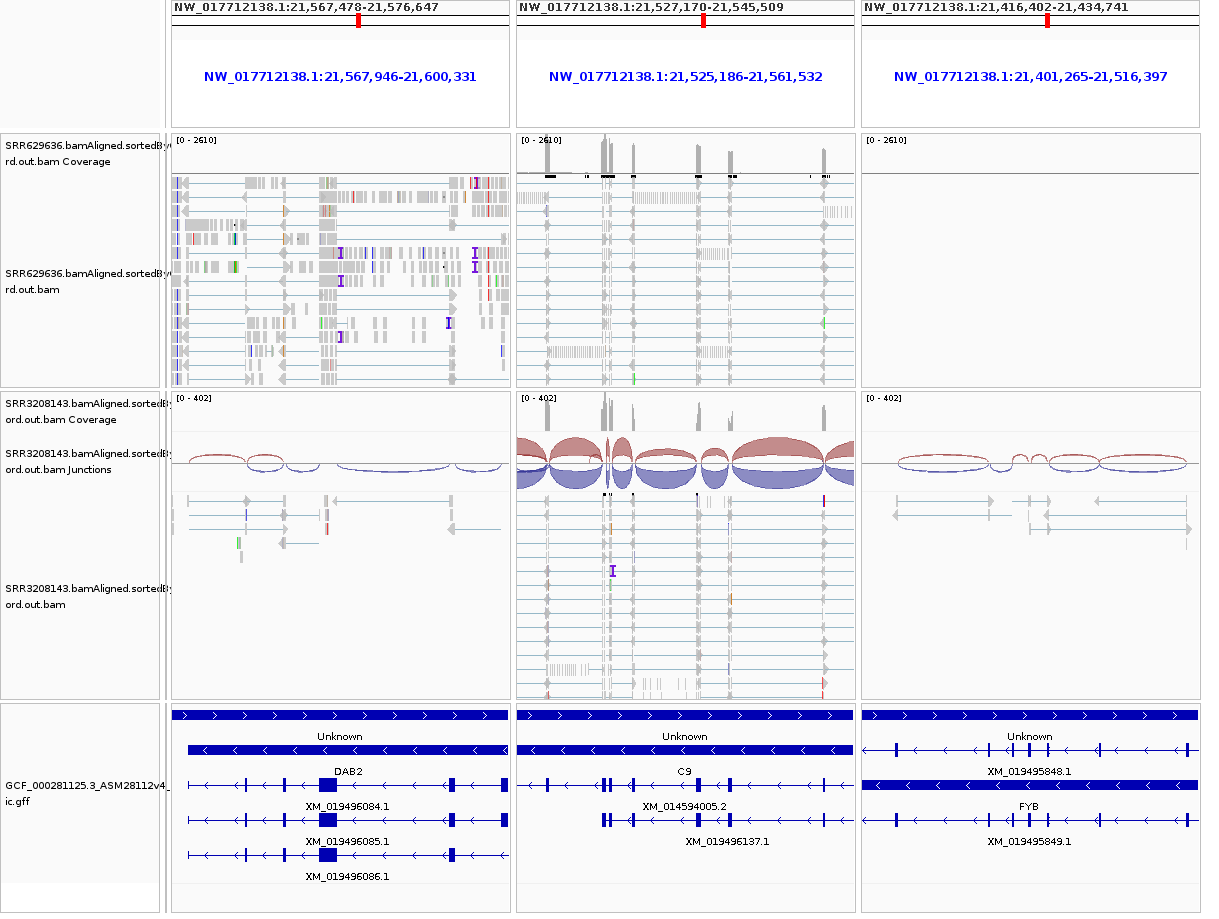 NW_017712138.1:21,567,478-21,576,647
NW_017712138.1:21,527,170-21,545,509
NW_017712138.1:21,416,402-21,434,741
NW_017712138.1:21,567,946-21,600,331
NW_017712138.1:21,525,186-21,561,532
NW_017712138.1:21,401,265-21,516,397
SRR629636.bamAligned.sortedBy
rd.out.bam Coverage
[0 - 2610]
[0 - 2610]
[0 - 2610]
SRR629636.bamAligned.sortedBy
rd.out.bam
SRR3208143.bamAligned.sortedB
ord.out.bam Coverage
[0 - 402]
[0 - 402]
[0 - 402]
SRR3208143.bamAligned.sortedB
ord.out.bam Junctions
SRR3208143.bamAligned.sortedB
ord.out.bam
GCF_000281125.3_ASM28112v4_
ic.gff
Unknown
DAB2
XM_019496084.1
XM_019496085.1
XM_019496086.1
Unknown
C9
XM_014594005.2
XM_019496137.1
Unknown
XM_019495848.1
FYB
XM_019495849.1